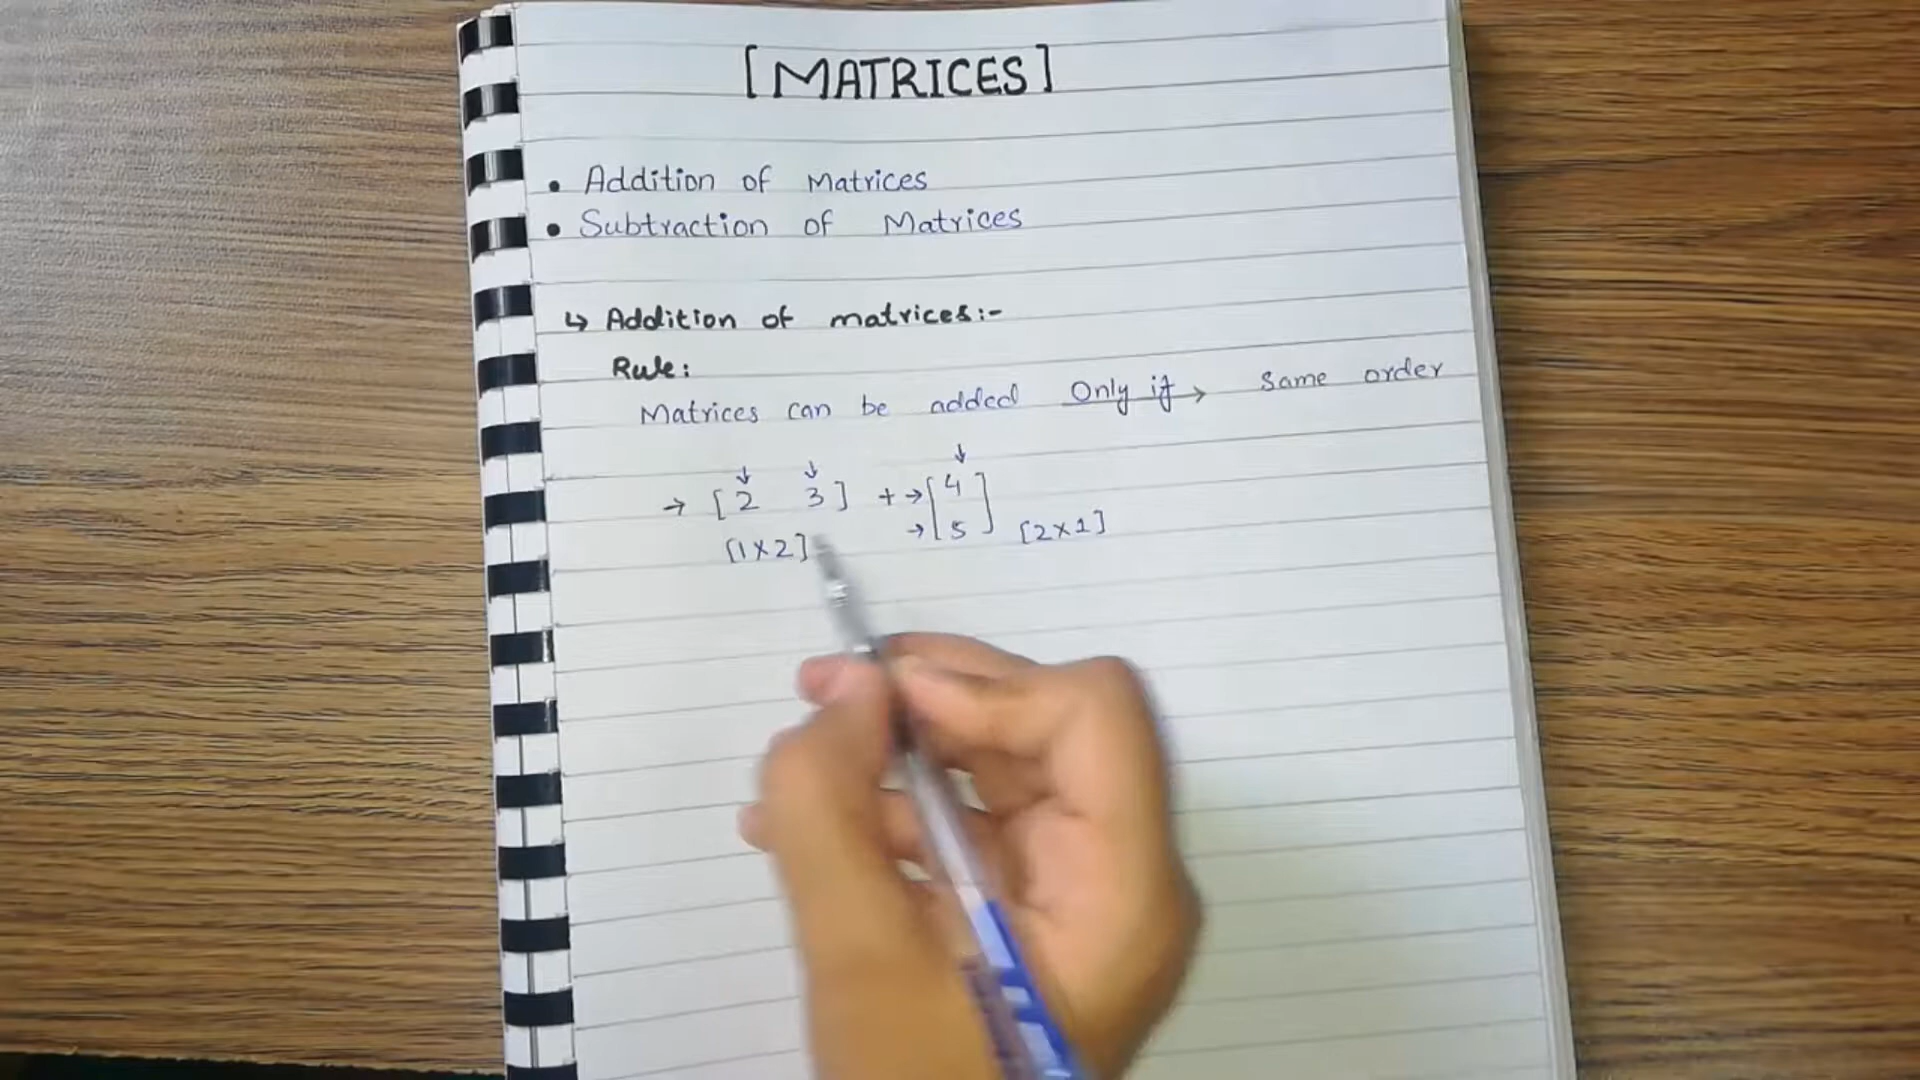 [MATRICES]
• Addition of Matrices
• Subtraction of Matrices
↳ Addition of matrices:-
Rule:
Matrices can be added Only if → Same order
→ [2 3] + → [4
→ 5] [2×1]
[1×2]